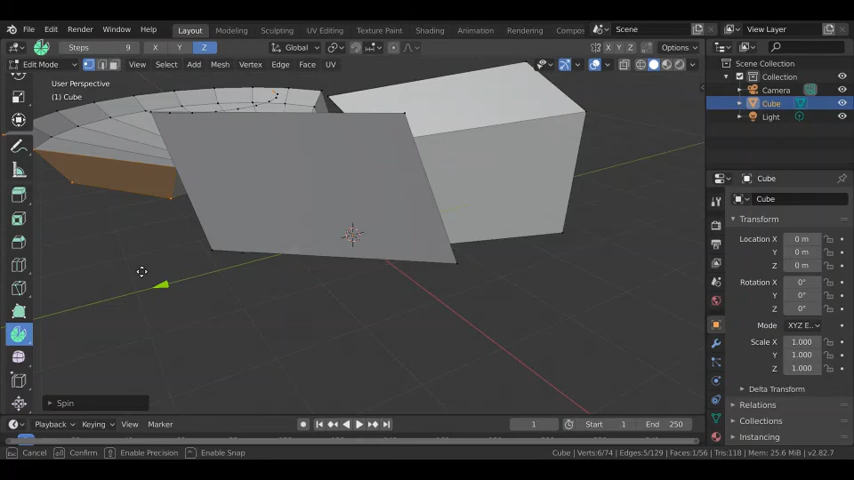 File Edit Render Window Help Layout Modeling Sculpting UV Editing Texture Paint Shading Animation Rendering Compos Scene View Layer
Steps 9 X Y Z Global X Y Z Options
Edit Mode View Select Add Mesh Vertex Edge Face UV
User Perspective
(1) Cube
Scene Collection
Collection
Camera
Cube
Light
Cube
Cube
Transform
Location X 0 m
Y 0 m
Z 0 m
Rotation X 0°
Y 0°
Z 0°
Mode XYZ E..
Scale X 1.000
Y 1.000
Z 1.000
Delta Transform
Relations
Collections
Instancing
Spin
Playback Keying View Marker 1 Start 1 End 250
Cancel Confirm Enable Precision Enable Snap Cube | Verts:6/74 | Edges:5/129 | Faces:1/56 | Tris:118 | Mem: 25.6 MiB | v2.82.7